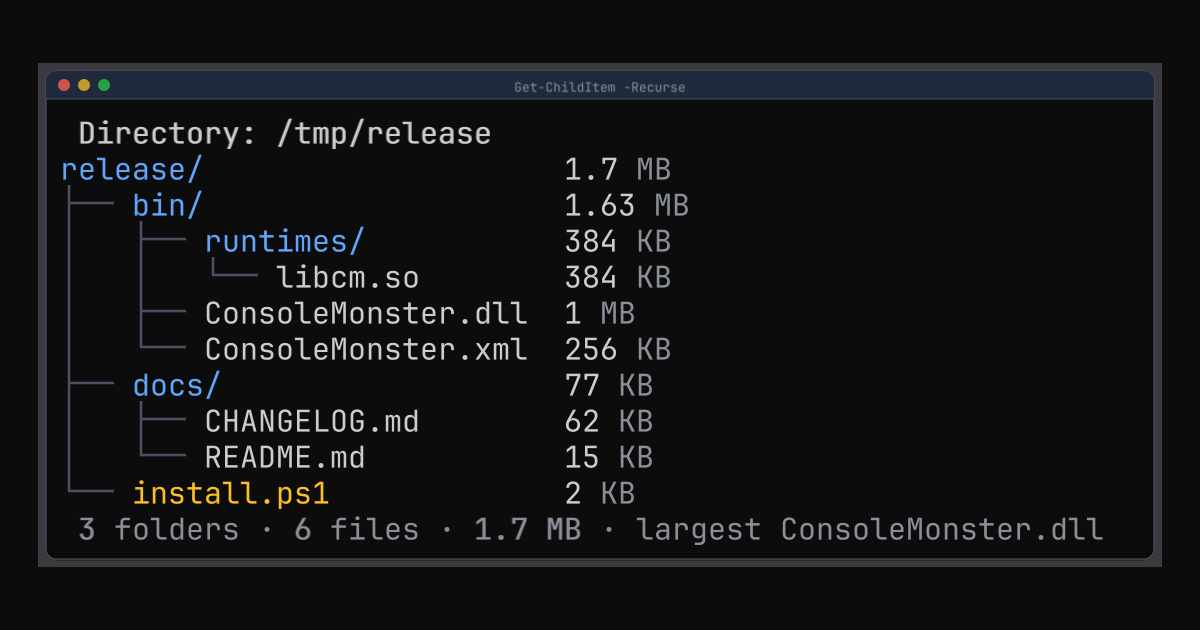 Get-ChildItem -Recurse
Directory: /tmp/release
release/ 1.7 MB
├── bin/ 1.63 MB
│   ├── runtimes/ 384 KB
│   │   └── libcm.so 384 KB
│   ├── ConsoleMonster.dll 1 MB
│   └── ConsoleMonster.xml 256 KB
├── docs/ 77 KB
│   ├── CHANGELOG.md 62 KB
│   └── README.md 15 KB
└── install.ps1 2 KB
3 folders · 6 files · 1.7 MB · largest ConsoleMonster.dll